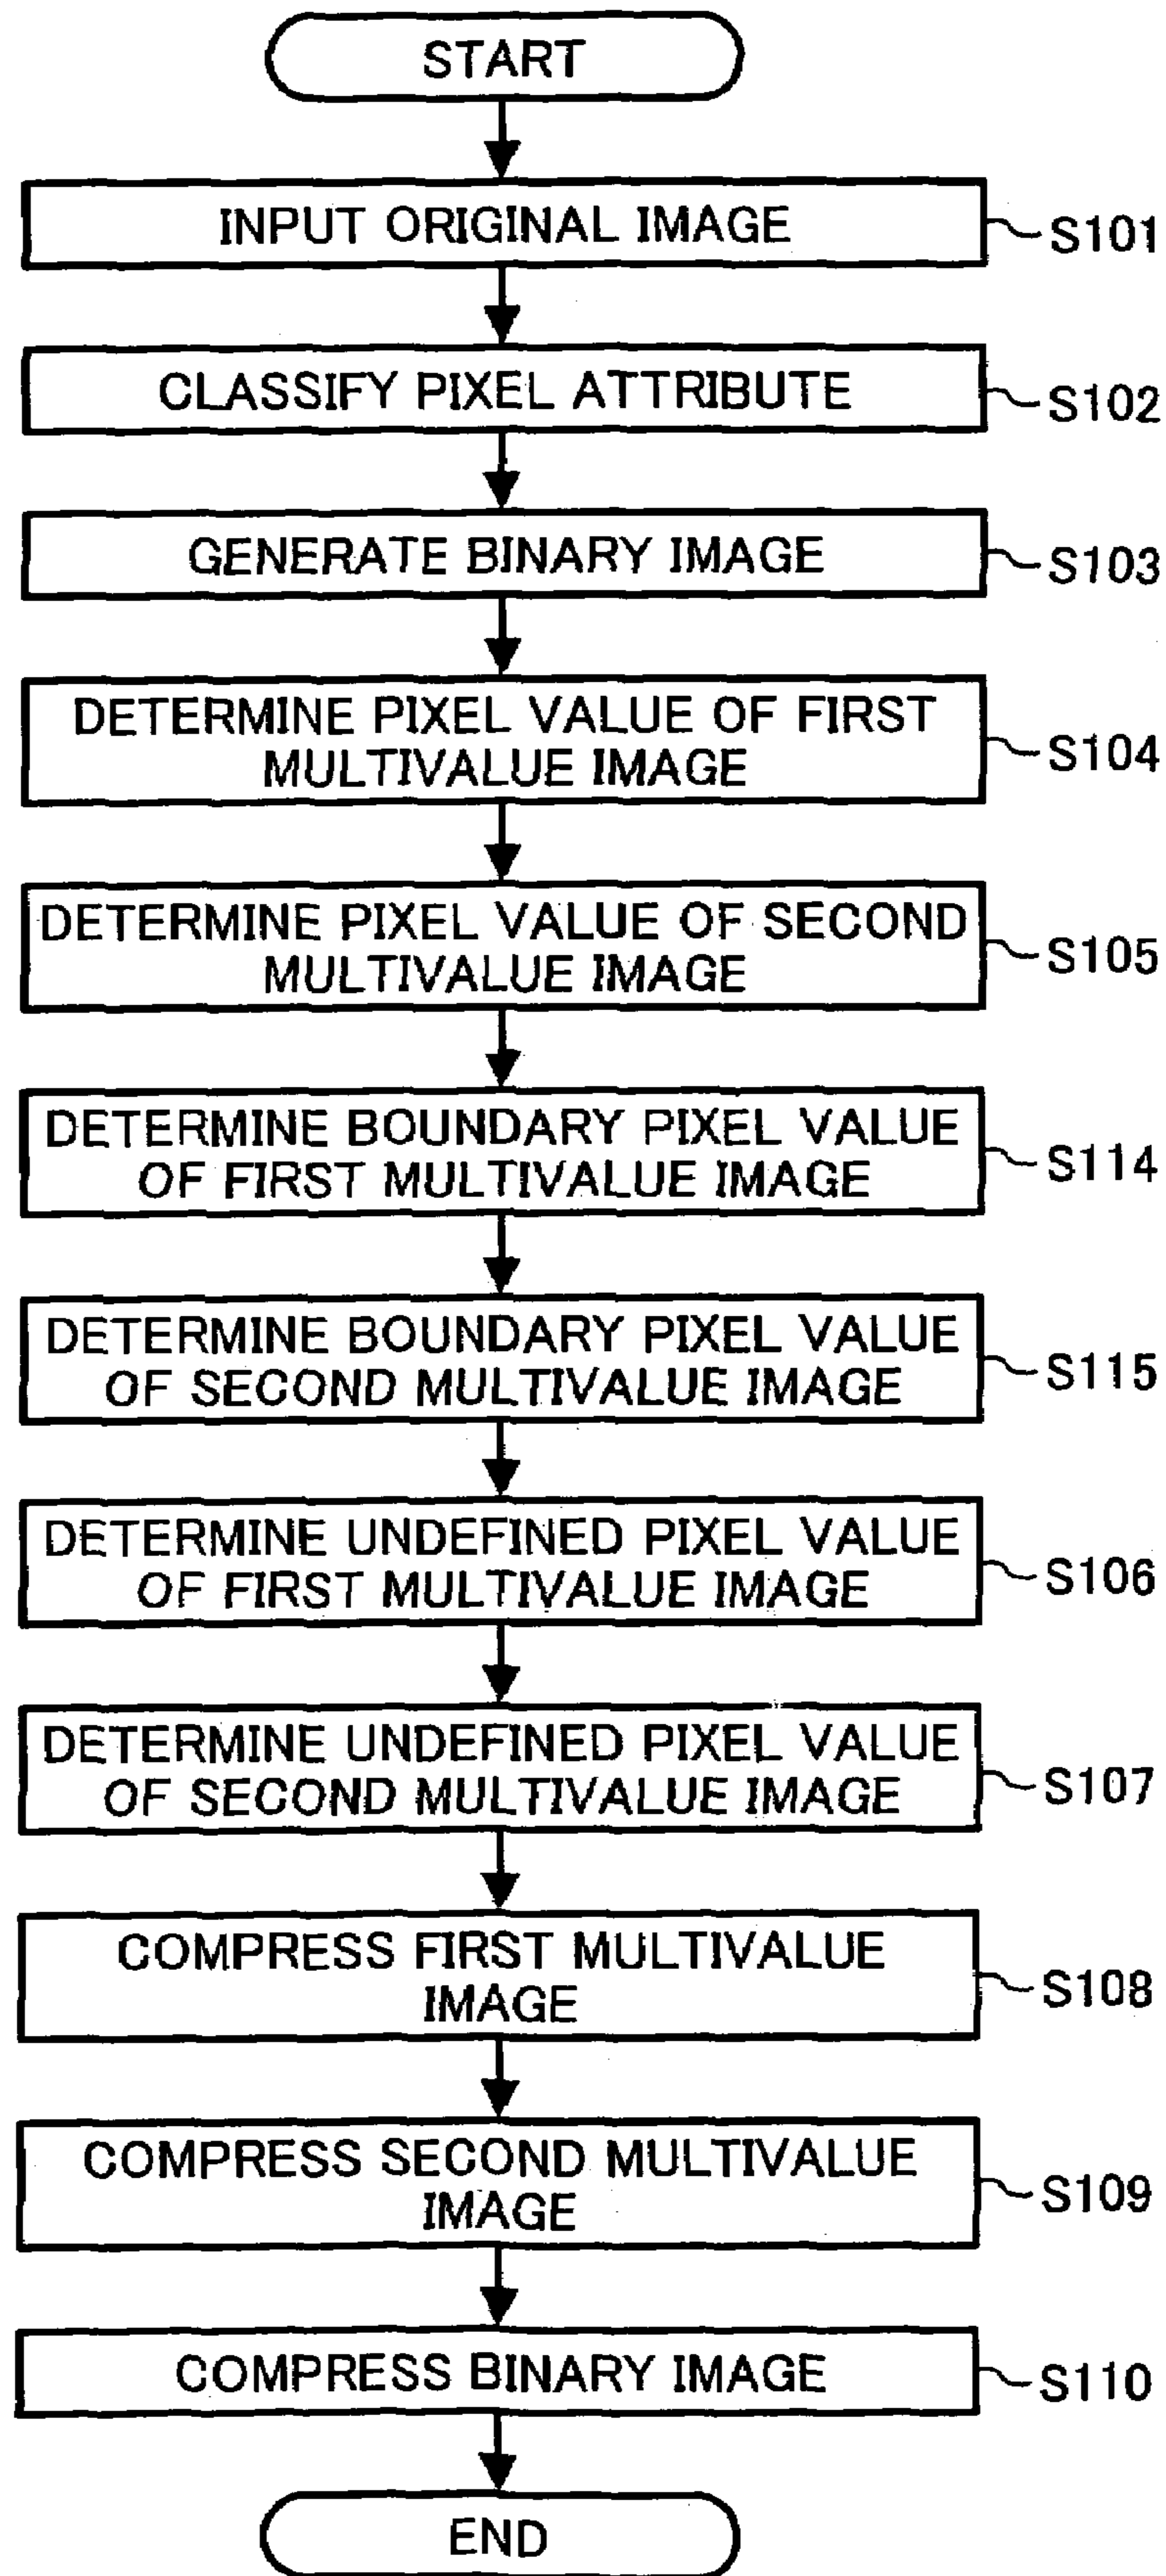 START
INPUT ORIGINAL IMAGE
S101
CLASSIFY PIXEL ATTRIBUTE
S102
GENERATE BINARY IMAGE
S103
DETERMINE PIXEL VALUE OF FIRST
MULTIVALUE IMAGE
S104
DETERMINE PIXEL VALUE OF SECOND
MULTIVALUE IMAGE
S105
DETERMINE BOUNDARY PIXEL VALUE
OF FIRST MULTIVALUE IMAGE
S114
DETERMINE BOUNDARY PIXEL VALUE
OF SECOND MULTIVALUE IMAGE
S115
DETERMINE UNDEFINED PIXEL VALUE
OF FIRST MULTIVALUE IMAGE
S106
DETERMINE UNDEFINED PIXEL VALUE
OF SECOND MULTIVALUE IMAGE
S107
COMPRESS FIRST MULTIVALUE
IMAGE
S108
COMPRESS SECOND MULTIVALUE
IMAGE
S109
COMPRESS BINARY IMAGE
S110
END